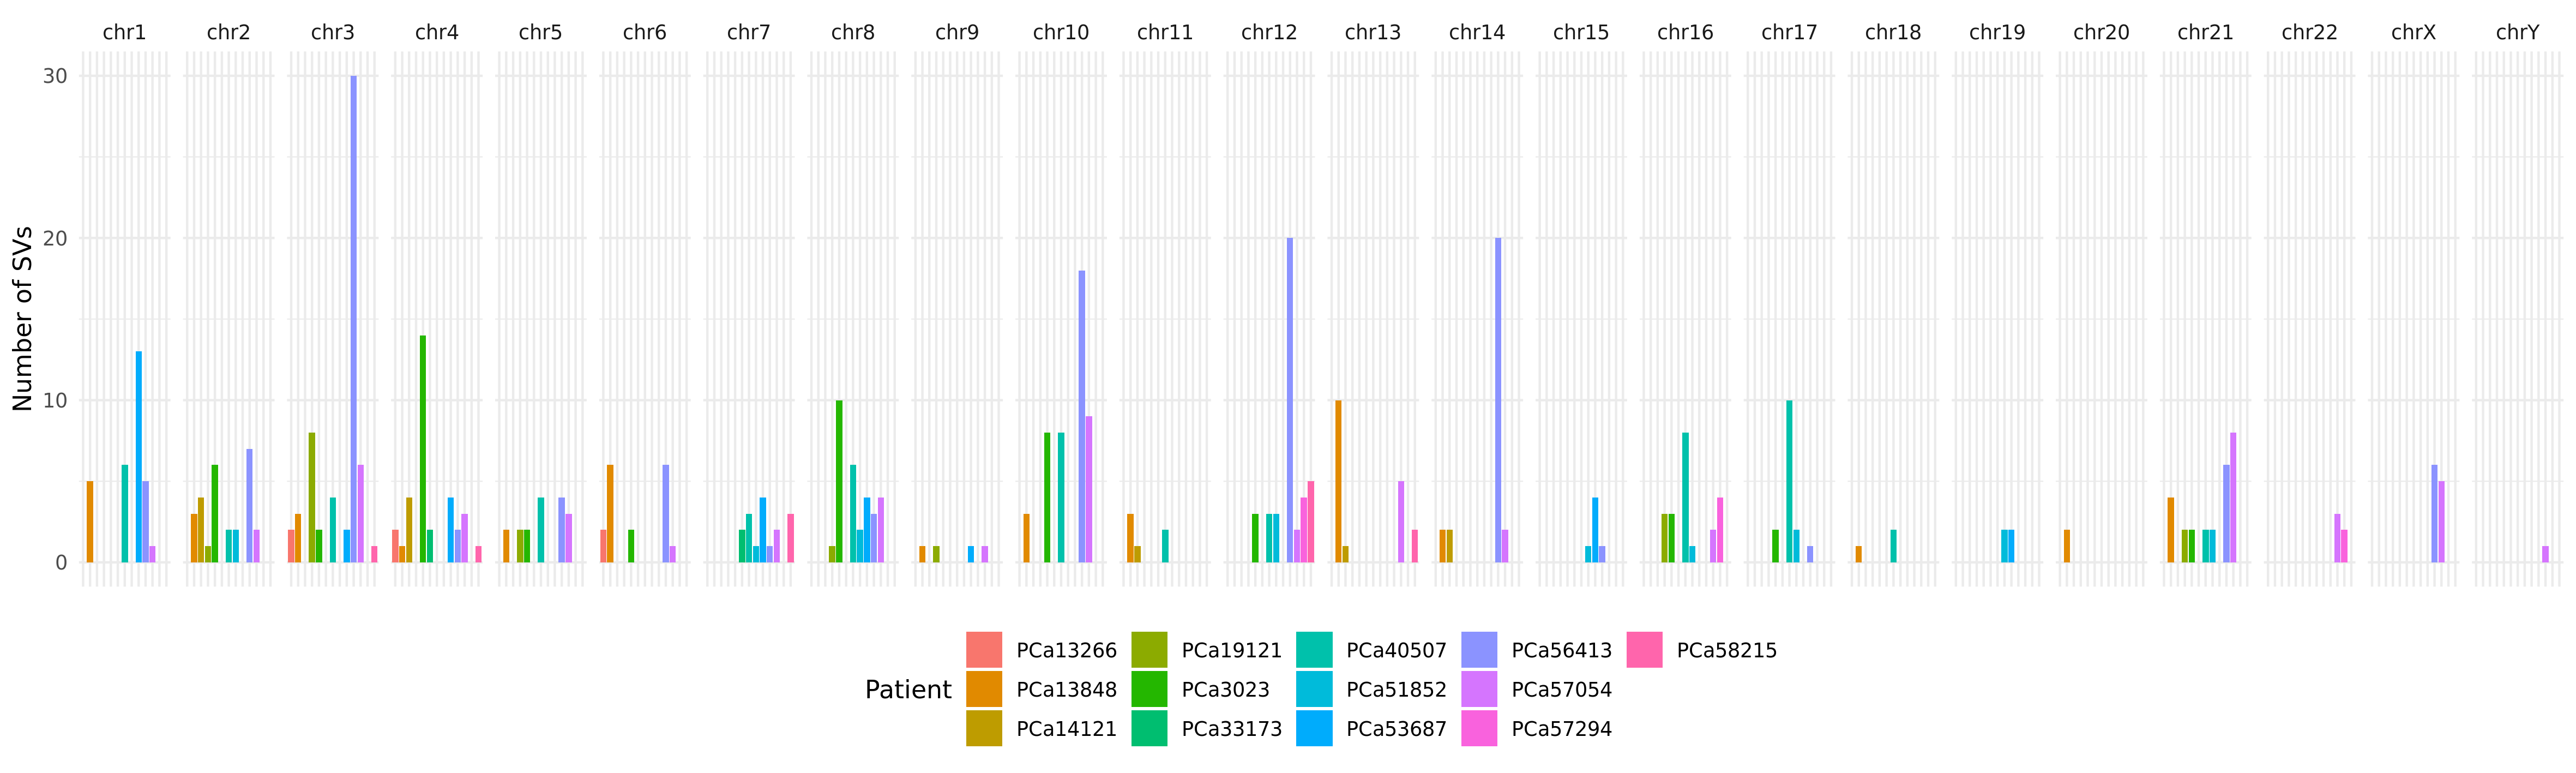 chr1 chr2 chr3 chr4 chr5 chr6 chr7 chr8 chr9 chr10 chr11 chr12 chr13 chr14 chr15 chr16 chr17 chr18 chr19 chr20 chr21 chr22 chrX chrY
30
20
10
0
Number of SVs
Patient
PCa13266 PCa19121 PCa40507 PCa56413 PCa58215
PCa13848 PCa3023 PCa51852 PCa57054
PCa14121 PCa33173 PCa53687 PCa57294